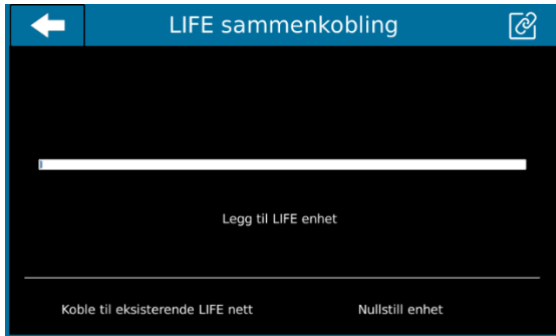 LIFE sammenkobling
Legg til LIFE enhet
Koble til eksisterende LIFE nett
Nullstill enhet